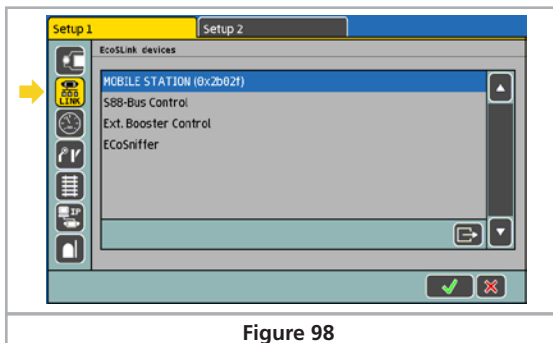 Setup 1
Setup 2
EcoSLink devices
LINK
MOBILE STATION (0x2b02f)
S88-Bus Control
Ext. Booster Control
ECoSniffer
IP
Figure 98